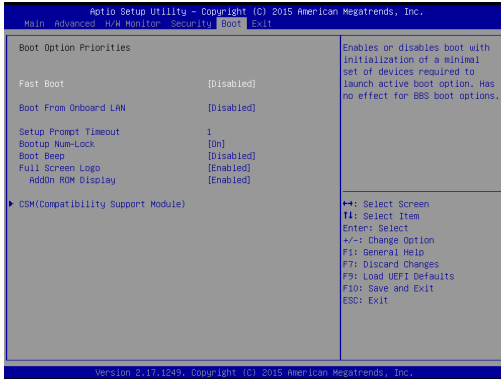 Aptio Setup Utility – Copyright (C) 2015 American Megatrends, Inc.
Main Advanced H/W Monitor Security Boot Exit
Boot Option Priorities
Fast Boot [Disabled]
Boot From Onboard LAN [Disabled]
Setup Prompt Timeout 1
Bootup Num-Lock [On]
Boot Beep [Disabled]
Full Screen Logo [Enabled]
AddOn ROM Display [Enabled]
CSM(Compatibility Support Module)
Enables or disables boot with
initialization of a minimal
set of devices required to
launch active boot option. Has
no effect for BBS boot options.
↔: Select Screen
↑↓: Select Item
Enter: Select
+/-: Change Option
F1: General Help
F7: Discard Changes
F9: Load UEFI Defaults
F10: Save and Exit
ESC: Exit
Version 2.17.1249. Copyright (C) 2015 American Megatrends, Inc.